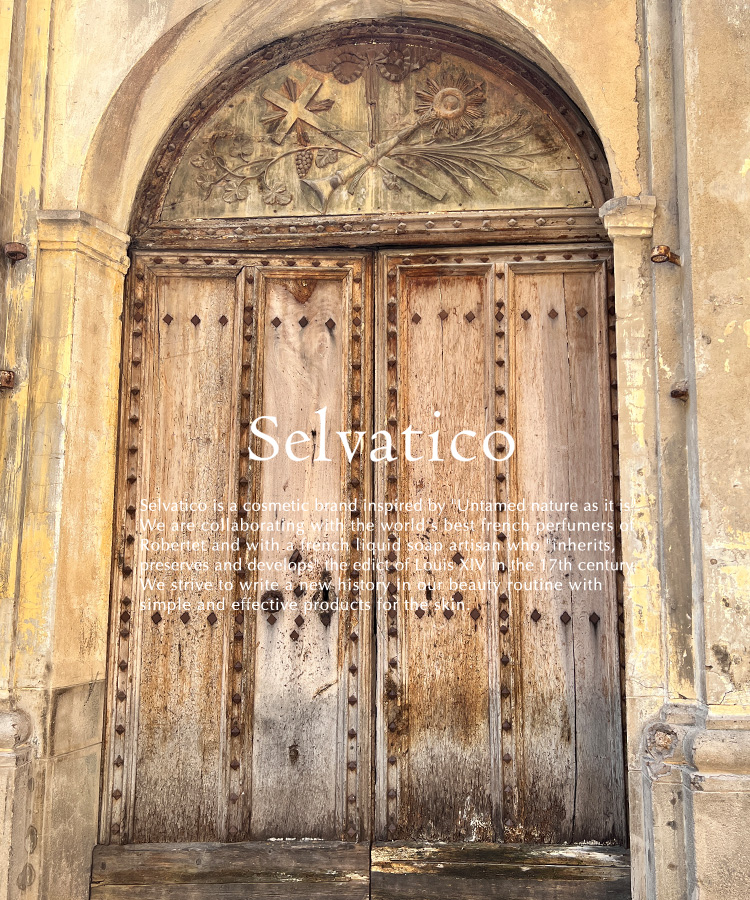 Selvatico
Selvatico is a cosmetic brand inspired by "Untamed nature as it is".
We are collaborating with the world's best french perfumers of
Robertet and with a french liquid soap artisan who "inherits,
preserves and develops" the edict of Louis XIV in the 17th century.
We strive to write a new history in our beauty routine with
simple and effective products for the skin.